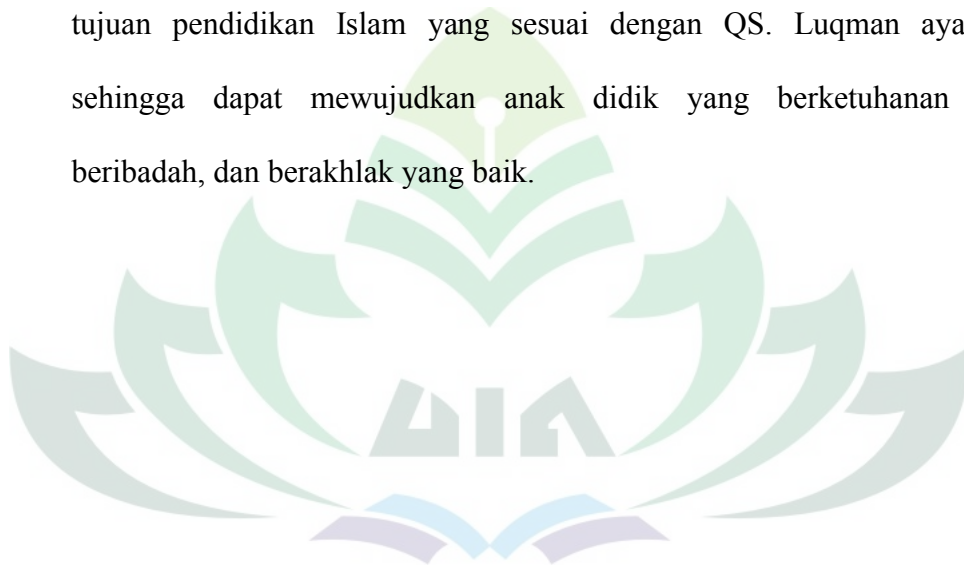 tujuan pendidikan Islam yang sesuai dengan QS. Luqman aya
sehingga dapat mewujudkan anak didik yang berketuhanan
beribadah, dan berakhlak yang baik.
UIN